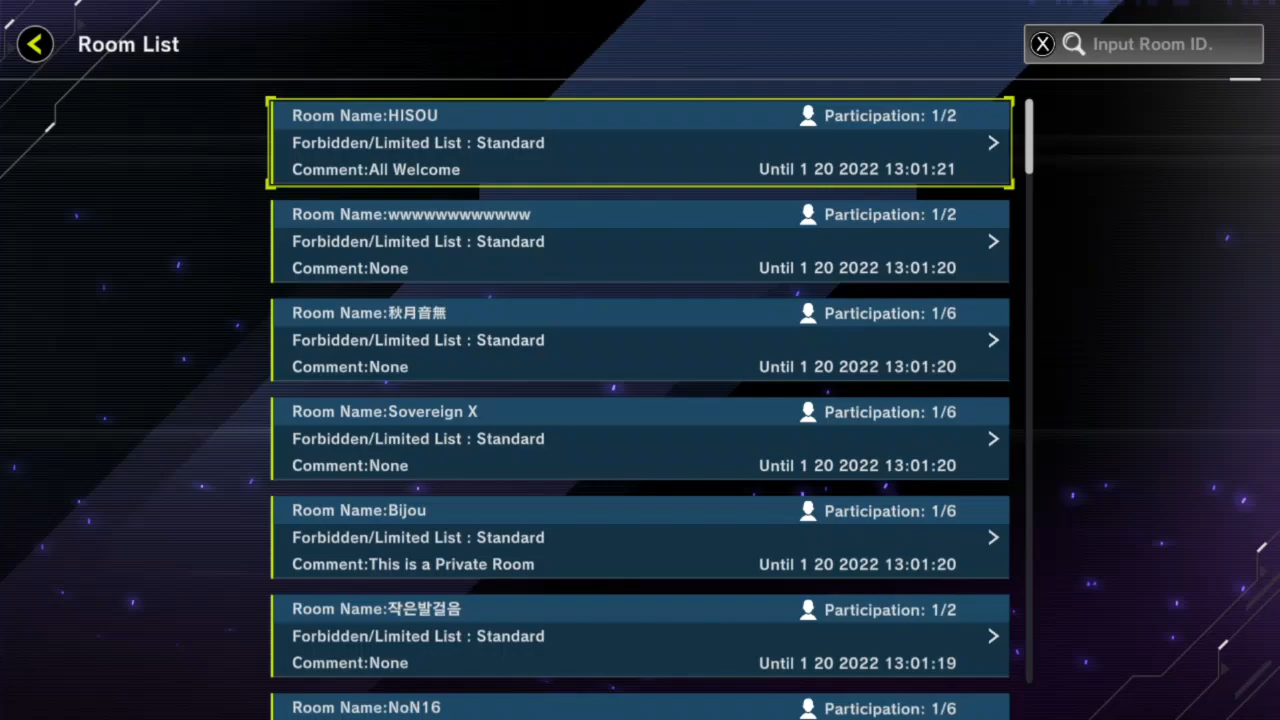 Room List
X Input Room ID.
Room Name:HISOU Participation: 1/2
Forbidden/Limited List : Standard
Comment:All Welcome Until 1 20 2022 13:01:21
Room Name:wwwwwwwwwwww Participation: 1/2
Forbidden/Limited List : Standard
Comment:None Until 1 20 2022 13:01:20
Room Name:秋月音無 Participation: 1/6
Forbidden/Limited List : Standard
Comment:None Until 1 20 2022 13:01:20
Room Name:Sovereign X Participation: 1/6
Forbidden/Limited List : Standard
Comment:None Until 1 20 2022 13:01:20
Room Name:Bijou Participation: 1/6
Forbidden/Limited List : Standard
Comment:This is a Private Room Until 1 20 2022 13:01:20
Room Name:작은발걸음 Participation: 1/2
Forbidden/Limited List : Standard
Comment:None Until 1 20 2022 13:01:19
Room Name:NoN16 Participation: 1/6